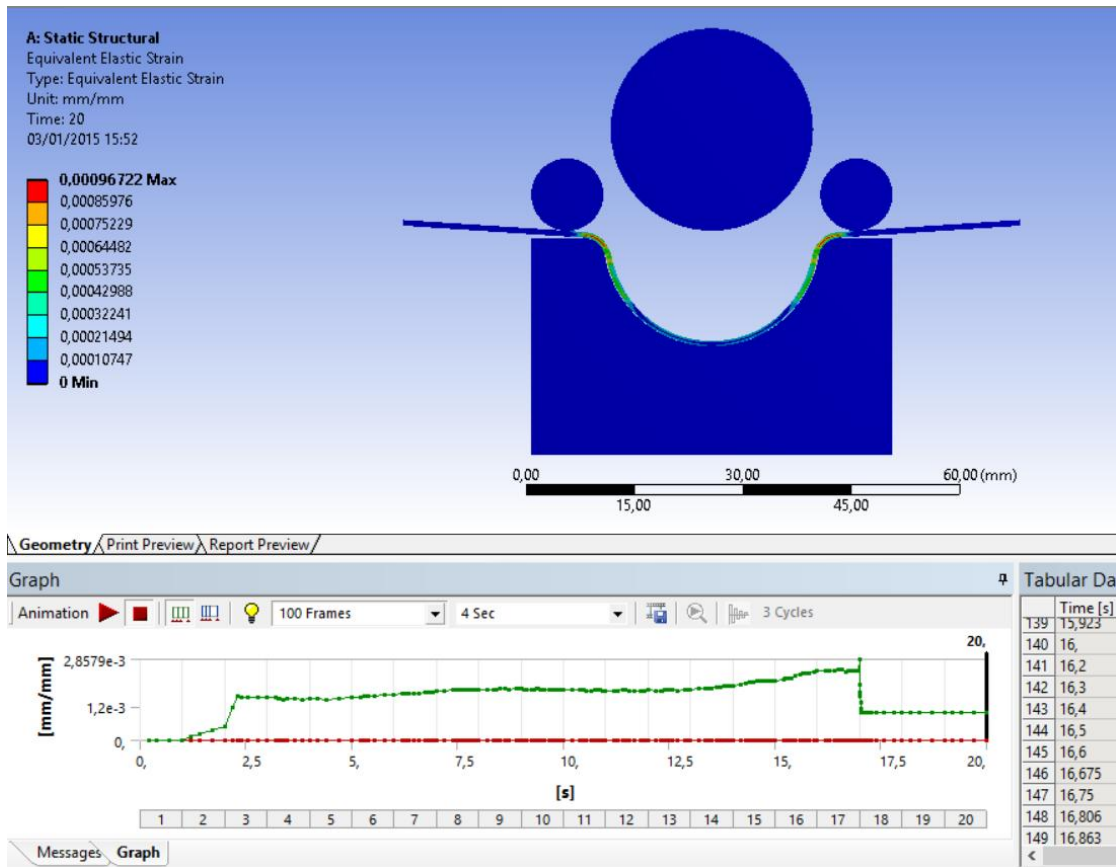 A: Static Structural
Equivalent Elastic Strain
Type: Equivalent Elastic Strain
Unit: mm/mm
Time: 20
03/01/2015 15:52
0,00096722 Max
0,00085976
0,00075229
0,00064482
0,00053735
0,00042988
0,00032241
0,00021494
0,00010747
0 Min
0,00 30,00 60,00 (mm)
15,00 45,00
Geometry Print Preview Report Preview
Graph
Animation 100 Frames 4 Sec 3 Cycles
20,
2,8579e-3
1,2e-3
0,
[mm/mm]
0, 2,5 5, 7,5 10, 12,5 15, 17,5 20,
[s]
1 2 3 4 5 6 7 8 9 10 11 12 13 14 15 16 17 18 19 20
Messages Graph
Tabular Da
Time [s]
139 15,923
140 16,
141 16,2
142 16,3
143 16,4
144 16,5
145 16,6
146 16,675
147 16,75
148 16,806
149 16,863